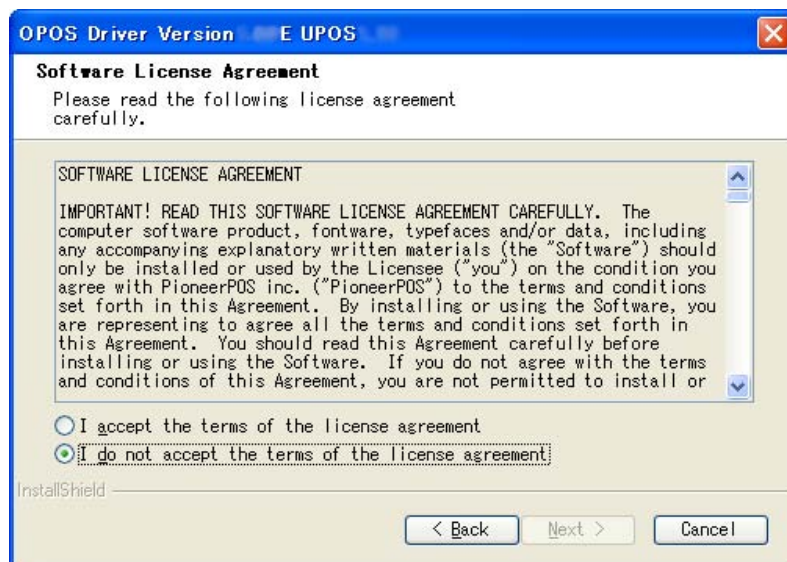 OPOS Driver Version E UPOS
Software License Agreement
Please read the following license agreement
carefully.
SOFTWARE LICENSE AGREEMENT
IMPORTANT! READ THIS SOFTWARE LICENSE AGREEMENT CAREFULLY. The
computer software product, fontware, typefaces and/or data, including
any accompanying explanatory written materials (the "Software") should
only be installed or used by the Licensee ("you") on the condition you
agree with PioneerPOS inc. ("PioneerPOS") to the terms and conditions
set forth in this Agreement. By installing or using the Software, you
are representing to agree all the terms and conditions set forth in
this Agreement. You should read this Agreement carefully before
installing or using the Software. If you do not agree with the terms
and conditions of this Agreement, you are not permitted to install or
I accept the terms of the license agreement
I do not accept the terms of the license agreement
InstallShield
< Back Next > Cancel